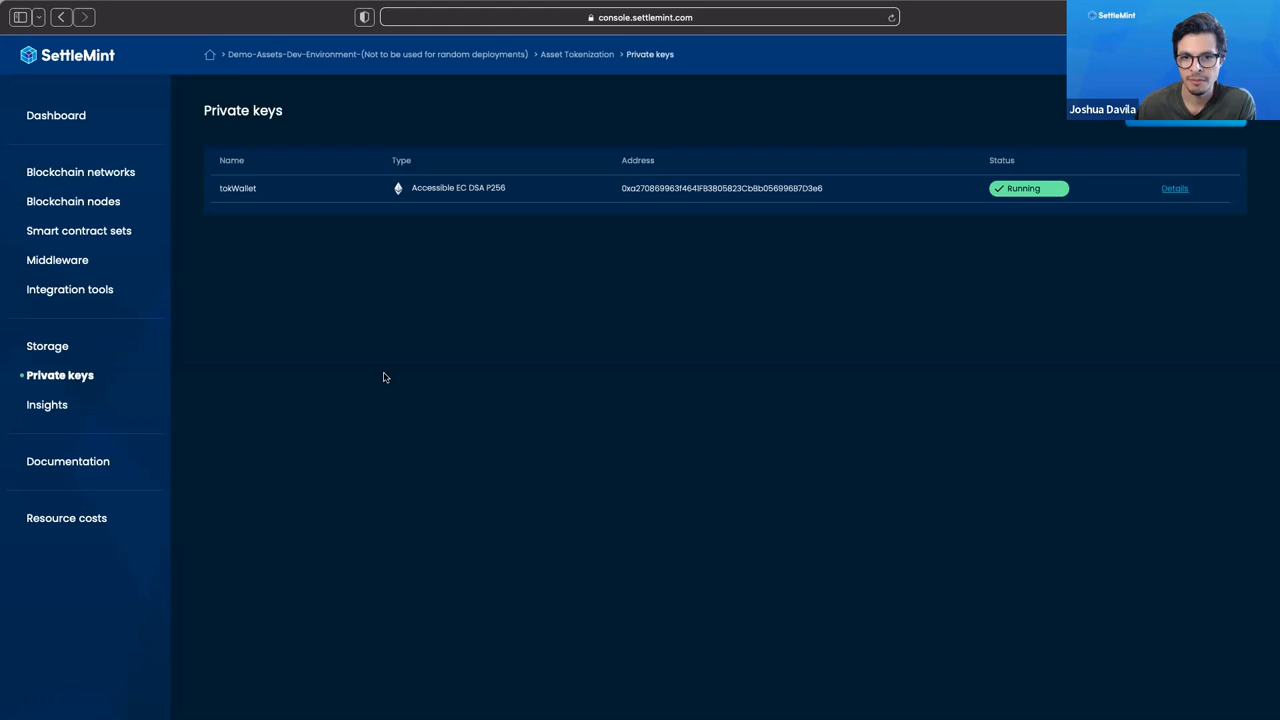 console.settlemint.com
SettleMint
Demo-Assets-Dev-Environment-(Not to be used for random deployments) > Asset Tokenization > Private keys
SettleMint
Joshua Davila
Private keys
Dashboard
Blockchain networks
Blockchain nodes
Smart contract sets
Middleware
Integration tools
Storage
Private keys
Insights
Documentation
Resource costs
Name Type Address Status
tokWallet Accessible EC DSA P256 0xa270869963f4641FB3805823CbBb056996B7D3e6 Running Details